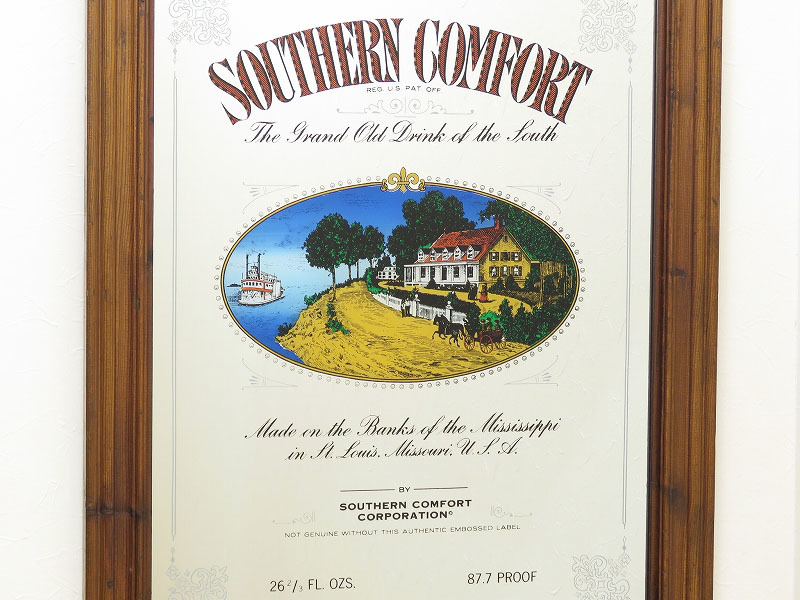 SOUTHERN COMFORT
REG. U.S. PAT. OFF.
The Grand Old Drink of the South
Made on the Banks of the Mississippi
in St. Louis, Missouri, U.S.A.
BY
SOUTHERN COMFORT
CORPORATION©
NOT GENUINE WITHOUT THIS AUTHENTIC EMBOSSED LABEL
26 2/3 FL. OZS. 87.7 PROOF